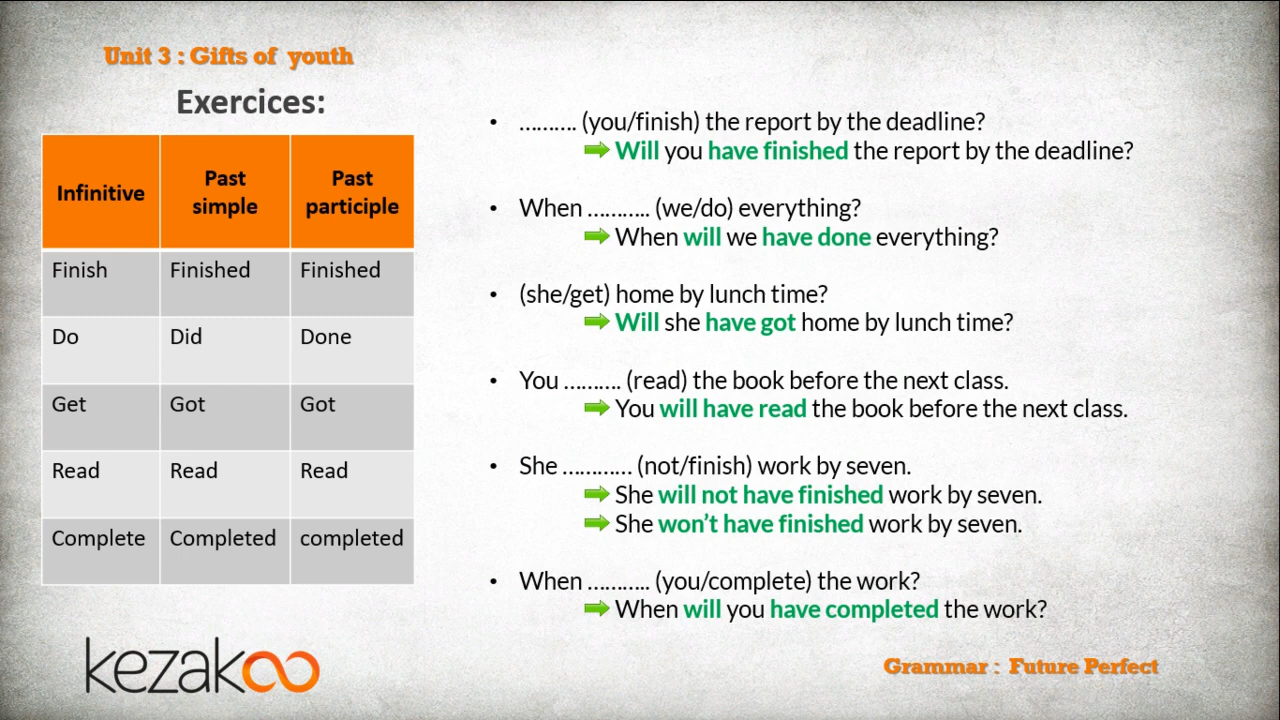 Unit 3 : Gifts of youth
Exercices:
Infinitive Past simple Past participle
Finish Finished Finished
Do Did Done
Get Got Got
Read Read Read
Complete Completed completed
• ………. (you/finish) the report by the deadline?
Will you have finished the report by the deadline?
• When ……….. (we/do) everything?
When will we have done everything?
• (she/get) home by lunch time?
Will she have got home by lunch time?
• You ………. (read) the book before the next class.
You will have read the book before the next class.
• She ………… (not/finish) work by seven.
She will not have finished work by seven.
She won’t have finished work by seven.
• When ……….. (you/complete) the work?
When will you have completed the work?
kezakoo
Grammar : Future Perfect